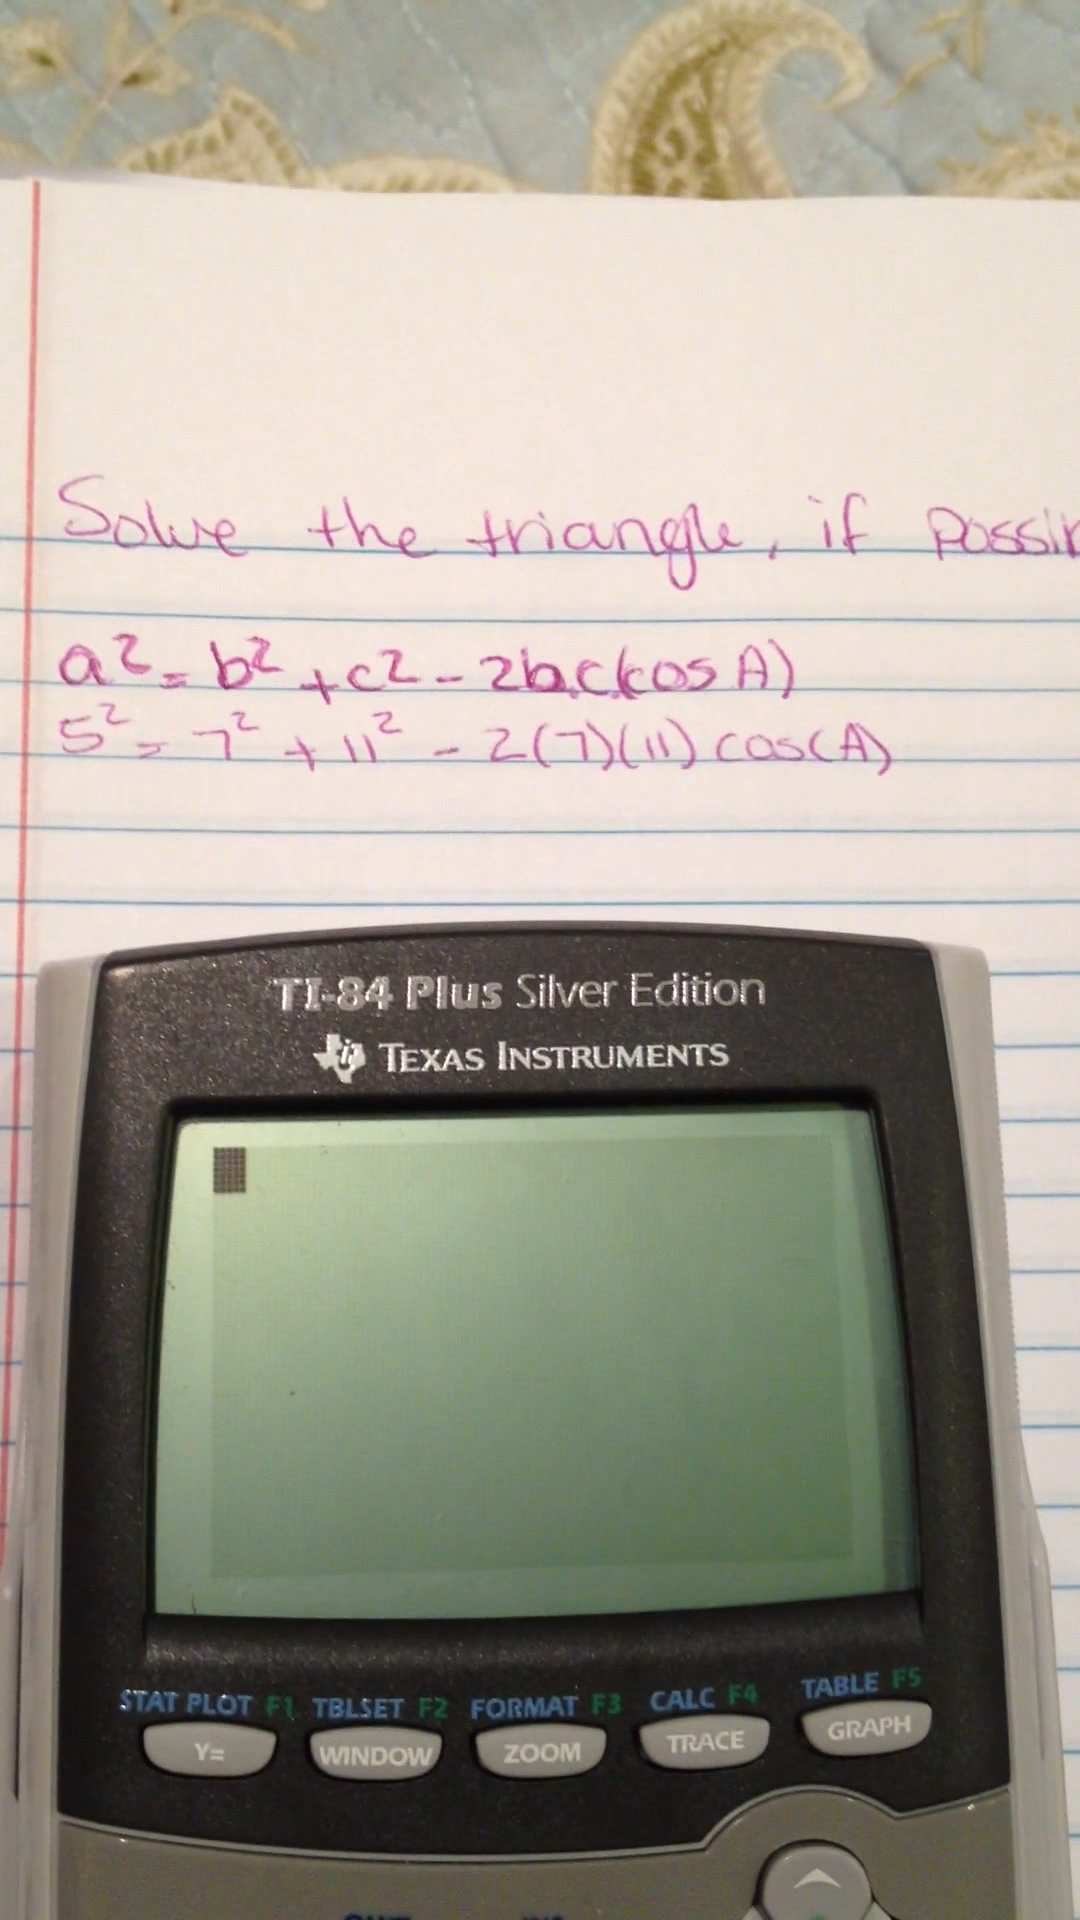 Solve the triangle, if
a² = b² + c² - 2bc(cos A)
5² = 7² + 11² - 2(7)(11) cos(A)
TI-84 Plus Silver Edition
TEXAS INSTRUMENTS
STAT PLOT F1 TBLSET F2 FORMAT F3 CALC F4 TABLE F5
Y= WINDOW ZOOM TRACE GRAPH